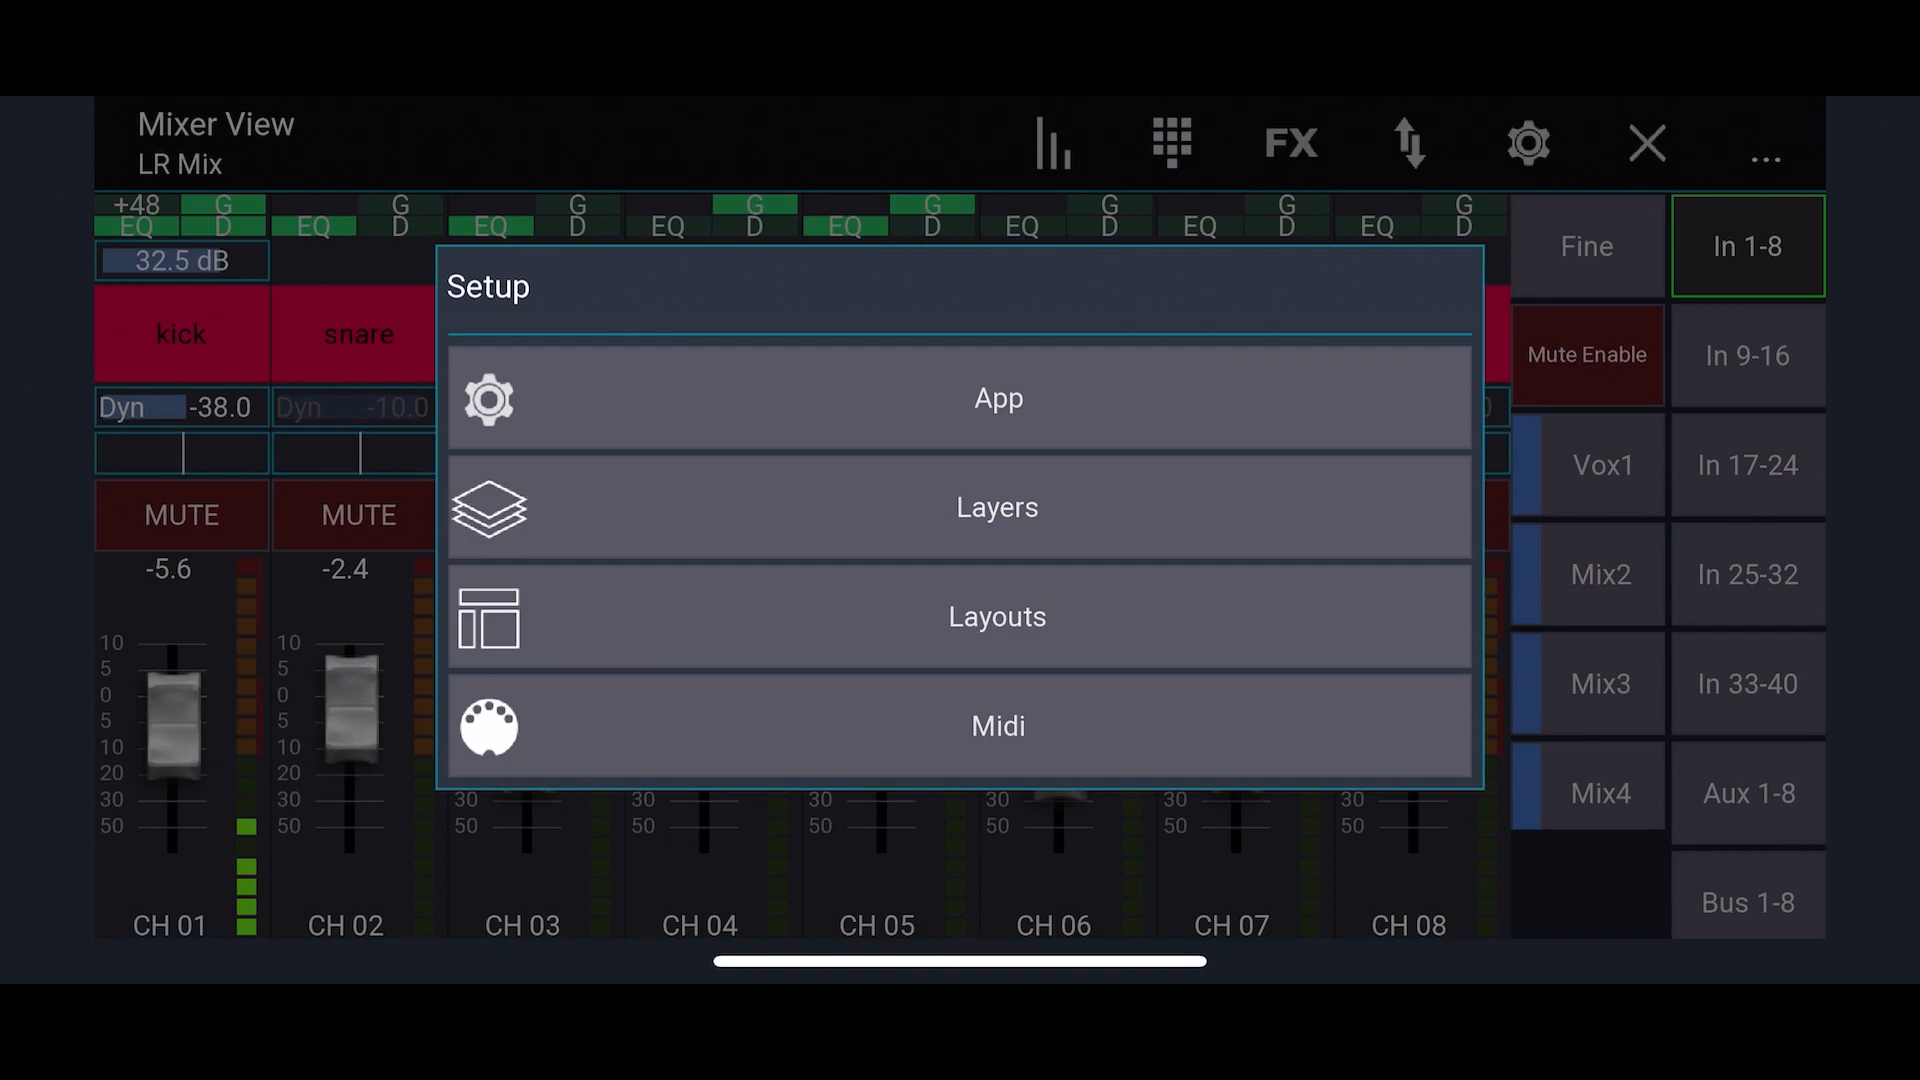 Mixer View
LR Mix
FX
...
+48 G G G G G G G G
EQ D EQ D EQ D EQ D EQ D EQ D EQ D EQ D
32.5 dB
Setup
Fine
In 1-8
kick
snare
App
Mute Enable
In 9-16
Dyn -38.0
Dyn -10.0
0
Layers
Vox1
In 17-24
MUTE
MUTE
-5.6
-2.4
Layouts
Mix2
In 25-32
Midi
Mix3
In 33-40
Mix4
Aux 1-8
Bus 1-8
10 10
5 5
0 0
5 5
10 10
20 20
30 30 30 30 30 30 30 30
50 50 50 50 50 50 50 50
CH 01 CH 02 CH 03 CH 04 CH 05 CH 06 CH 07 CH 08